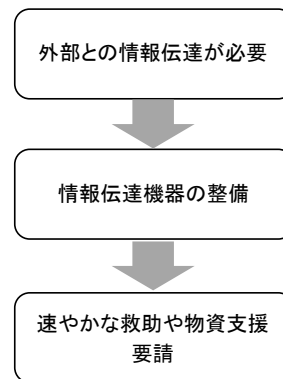 外部との情報伝達が必要
情報伝達機器の整備
速やかな救助や物資支援
要請